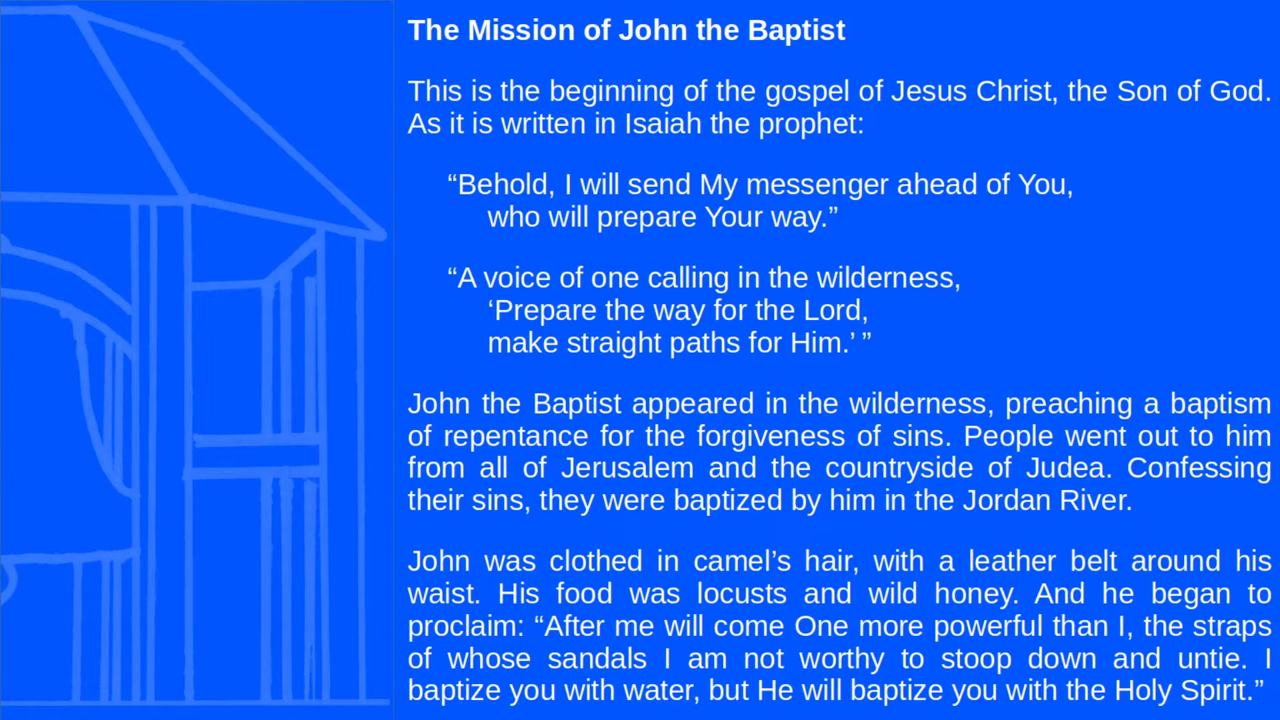 The Mission of John the Baptist
This is the beginning of the gospel of Jesus Christ, the Son of God.
As it is written in Isaiah the prophet:
“Behold, I will send My messenger ahead of You,
who will prepare Your way.”
“A voice of one calling in the wilderness,
‘Prepare the way for the Lord,
make straight paths for Him.’ ”
John the Baptist appeared in the wilderness, preaching a baptism
of repentance for the forgiveness of sins. People went out to him
from all of Jerusalem and the countryside of Judea. Confessing
their sins, they were baptized by him in the Jordan River.
John was clothed in camel’s hair, with a leather belt around his
waist. His food was locusts and wild honey. And he began to
proclaim: “After me will come One more powerful than I, the straps
of whose sandals I am not worthy to stoop down and untie. I
baptize you with water, but He will baptize you with the Holy Spirit.”